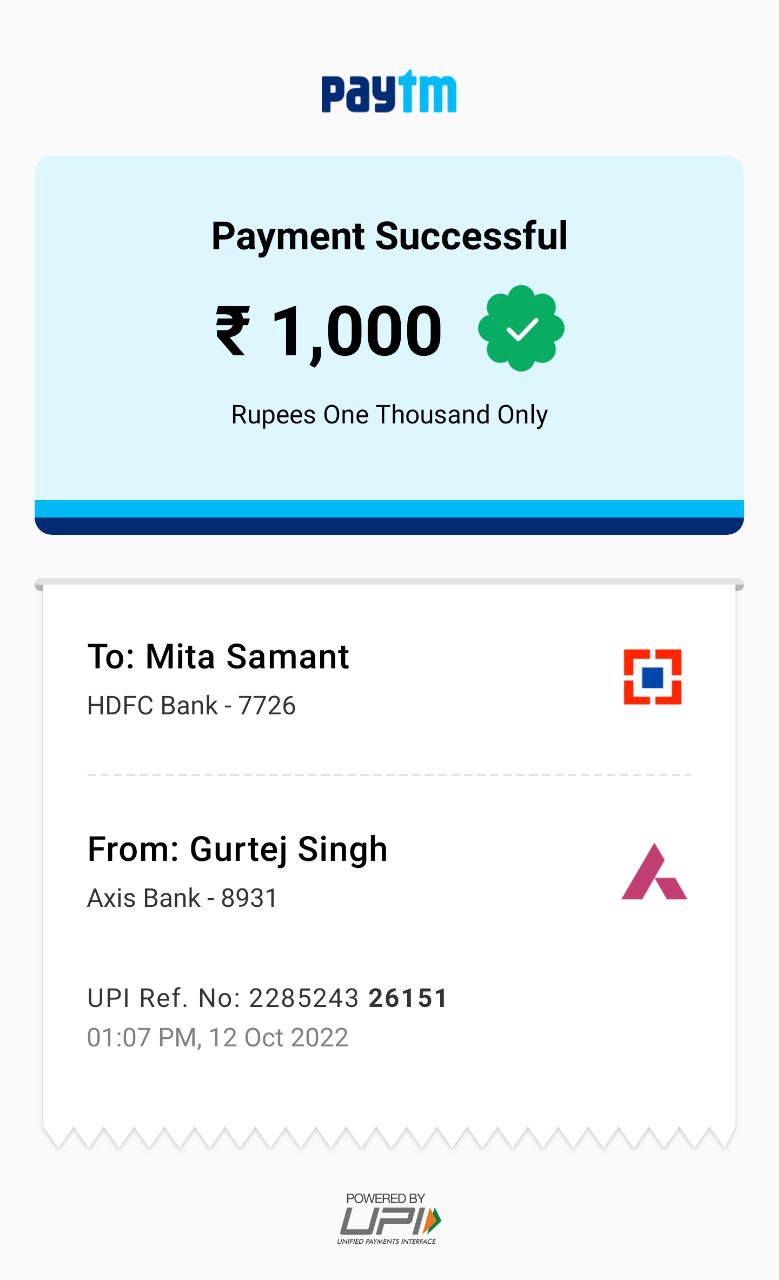 paytm
Payment Successful
₹ 1,000
Rupees One Thousand Only
To: Mita Samant
HDFC Bank - 7726
From: Gurtej Singh
Axis Bank - 8931
UPI Ref. No: 2285243 26151
01:07 PM, 12 Oct 2022
POWERED BY
UPI
UNIFIED PAYMENTS INTERFACE